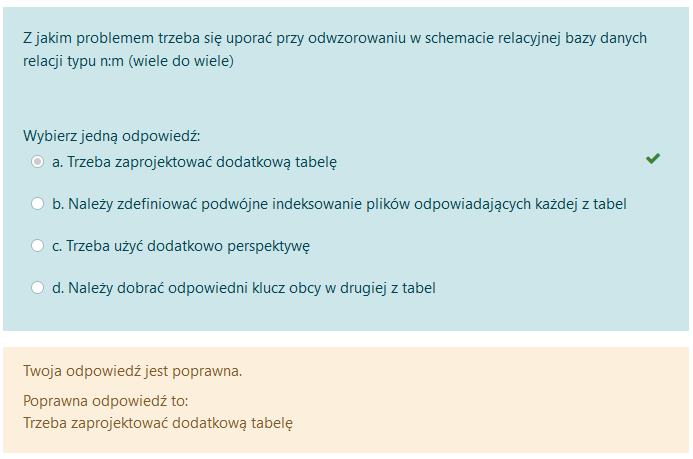 Z jakim problemem trzeba się uporać przy odwzorowaniu w schemacie relacyjnej bazy danych
relacji typu n:m (wiele do wiele)
Wybierz jedną odpowiedź:
a. Trzeba zaprojektować dodatkową tabelę
b. Należy zdefiniować podwójne indeksowanie plików odpowiadających każdej z tabel
c. Trzeba użyć dodatkowo perspektywę
d. Należy dobrać odpowiedni klucz obcy w drugiej z tabel
Twoja odpowiedź jest poprawna.
Poprawna odpowiedź to:
Trzeba zaprojektować dodatkową tabelę